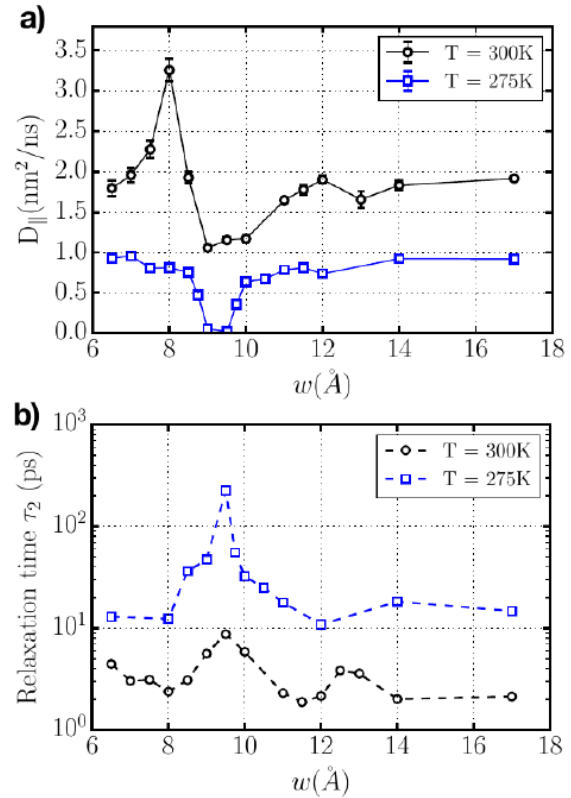 a)
3.5
3.0
2.5
2.0
1.5
1.0
0.5
0.0
D∥(nm²/ns)
T = 300K
T = 275K
6 8 10 12 14 16 18
w(Å)
b)
10³
10²
10¹
10⁰
Relaxation time τ₂ (ps)
T = 300K
T = 275K
6 8 10 12 14 16 18
w(Å)